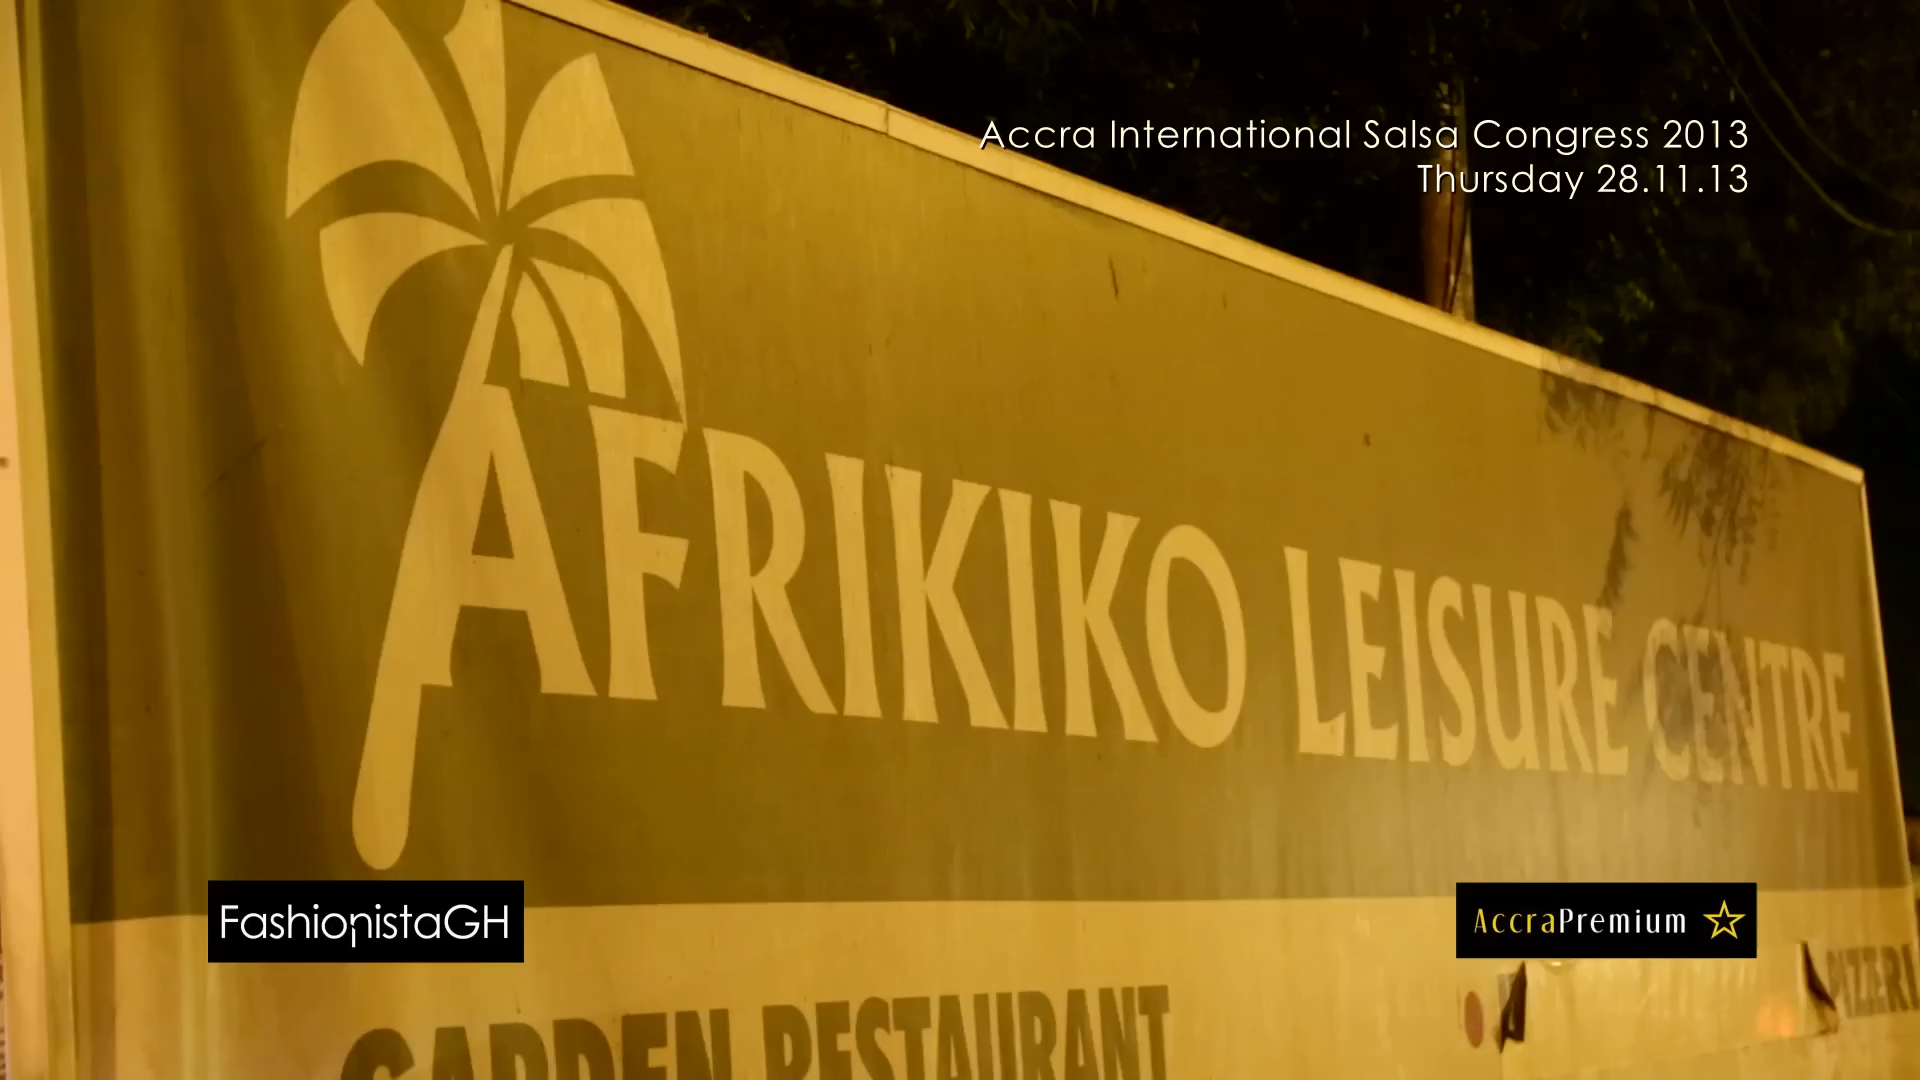 Accra International Salsa Congress 2013
Thursday 28.11.13
AFRIKIKO LEISURE CENTRE
FashionistaGH
AccraPremium
GARDEN RESTAURANT